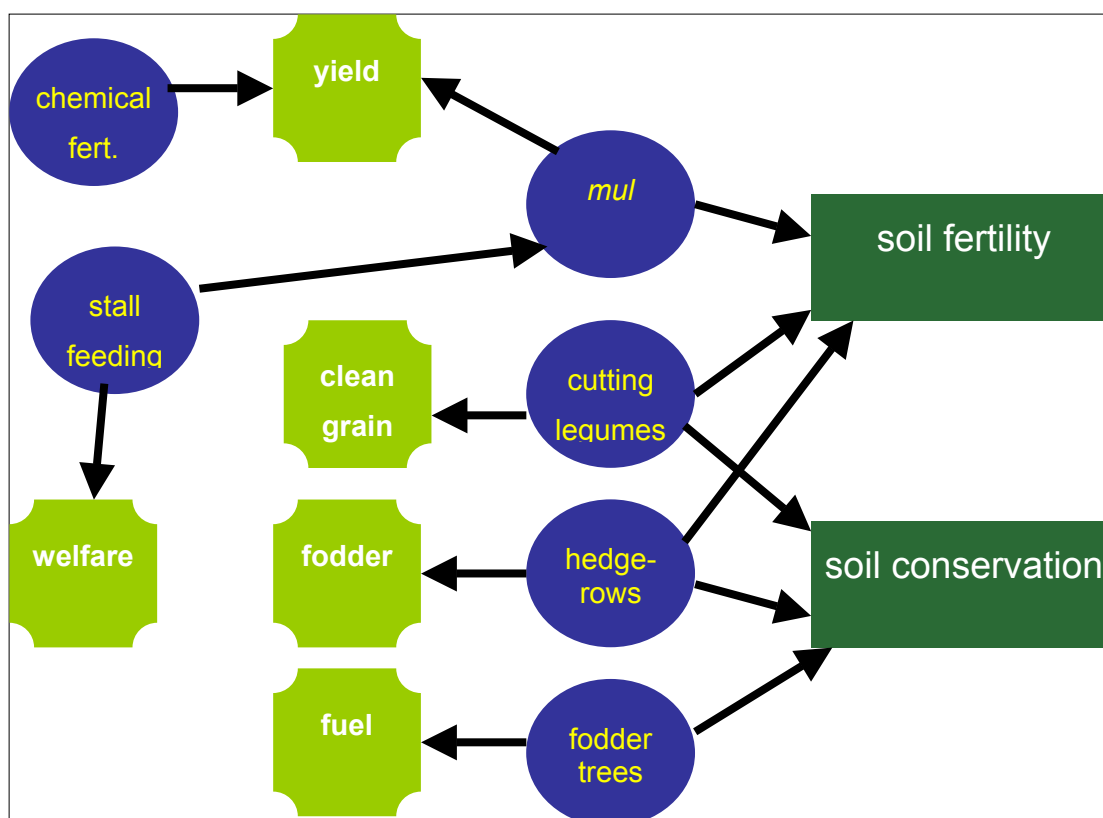 chemical
fert.
yield
mul
soil fertility
stall
feeding
clean
grain
cutting
legumes
welfare
fodder
hedge-
rows
soil conservation
fuel
fodder
trees